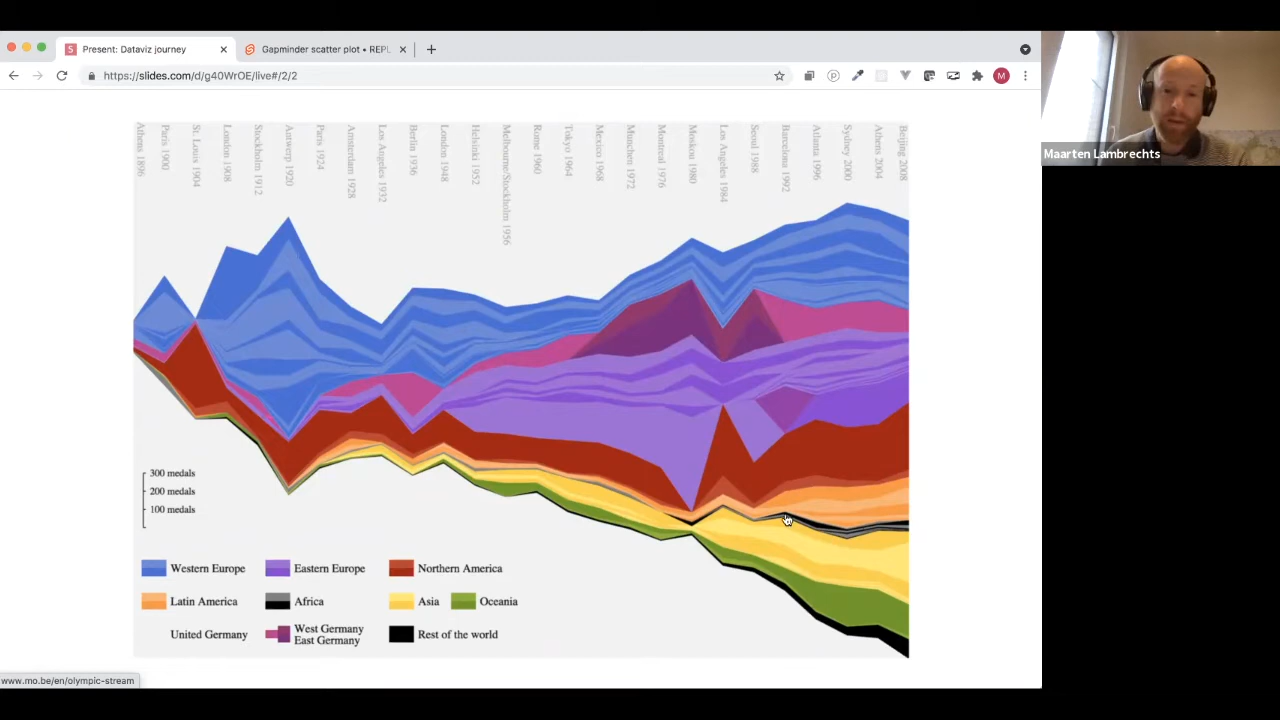 Present: Dataviz journey
Gapminder scatter plot • REPL
https://slides.com/d/g40WrOE/live#/2/2
M
Maarten Lambrechts
Athens 1896
Paris 1900
St. Louis 1904
London 1908
Stockholm 1912
Antwerp 1920
Paris 1924
Amsterdam 1928
Los Angeles 1932
Berlin 1936
London 1948
Helsinki 1952
Melbourne/Stockholm 1956
Rome 1960
Tokyo 1964
Mexico 1968
Munchen 1972
Montreal 1976
Moskou 1980
Los Angeles 1984
Seoul 1988
Barcelona 1992
Atlanta 1996
Sydney 2000
Athens 2004
Beijing 2008
300 medals
200 medals
100 medals
Western Europe
Eastern Europe
Northern America
Latin America
Africa
Asia
Oceania
United Germany
West Germany
East Germany
Rest of the world
www.mo.be/en/olympic-stream